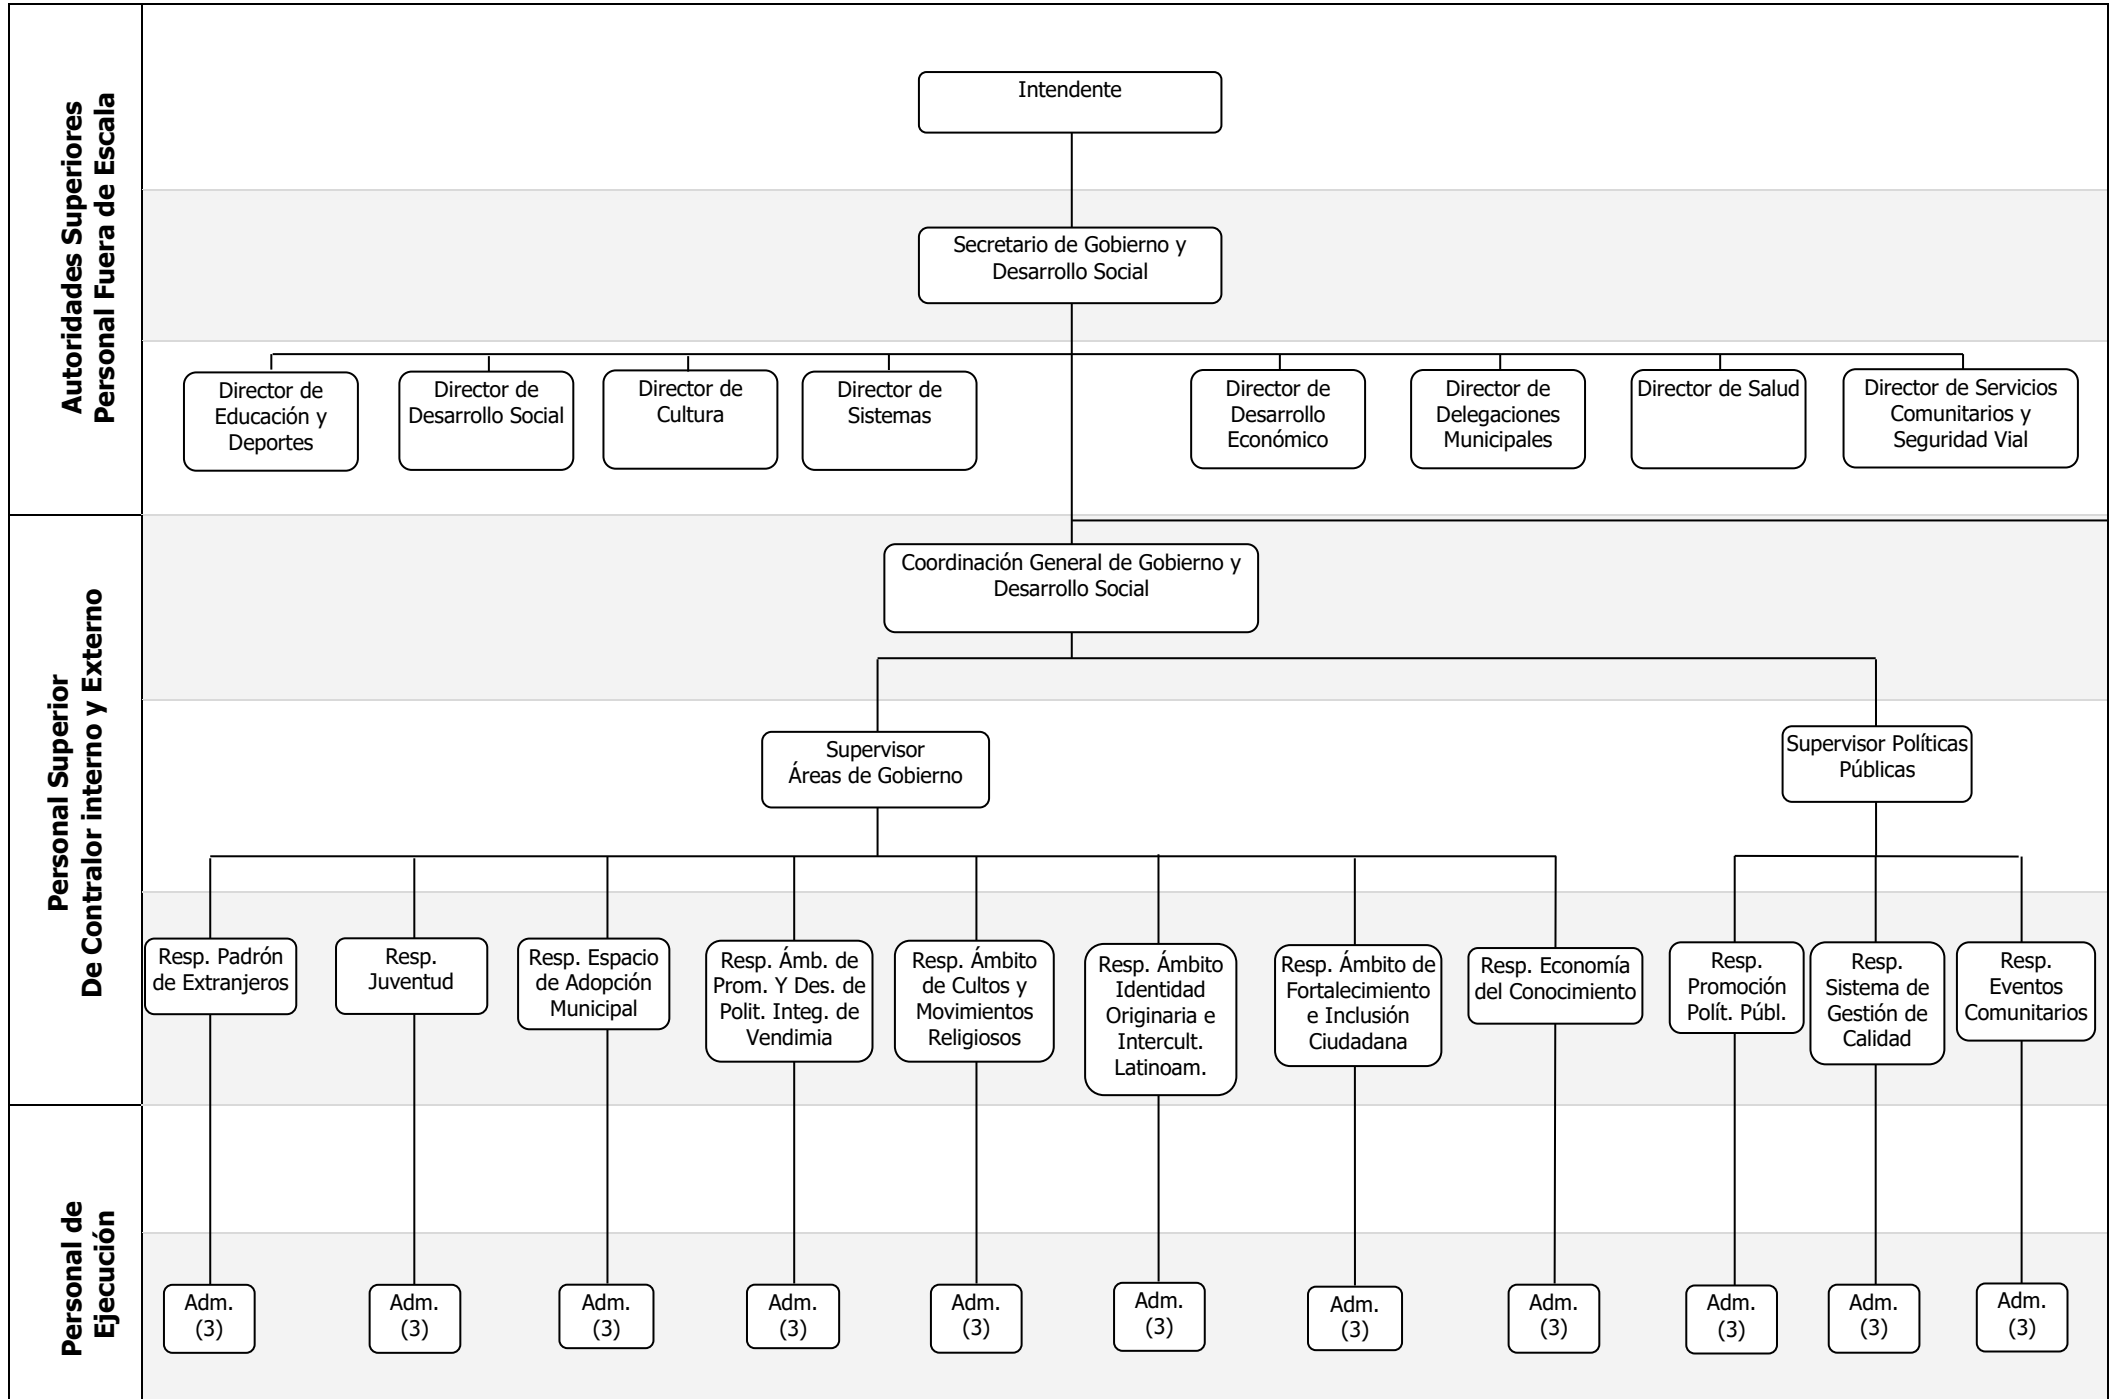 Autoridades Superiores
Personal Fuera de Escala
Intendente
Secretario de Gobierno y
Desarrollo Social
Director de
Educación y
Deportes
Director de
Desarrollo Social
Director de
Cultura
Director de
Sistemas
Director de
Desarrollo
Económico
Director de
Delegaciones
Municipales
Director de Salud
Director de Servicios
Comunitarios y
Seguridad Vial
Personal Superior
De Contralor interno y Externo
Coordinación General de Gobierno y
Desarrollo Social
Supervisor
Áreas de Gobierno
Supervisor Políticas
Públicas
Resp. Padrón
de Extranjeros
Resp.
Juventud
Resp. Espacio
de Adopción
Municipal
Resp. Ámb. de
Prom. Y Des. de
Polit. Integ. de
Vendimia
Resp. Ámbito
de Cultos y
Movimientos
Religiosos
Resp. Ámbito
Identidad
Originaria e
Intercult.
Latinoam.
Resp. Ámbito de
Fortalecimiento
e Inclusión
Ciudadana
Resp. Economía
del Conocimiento
Resp.
Promoción
Polít. Públ.
Resp.
Sistema de
Gestión de
Calidad
Resp.
Eventos
Comunitarios
Personal de
Ejecución
Adm.
(3)
Adm.
(3)
Adm.
(3)
Adm.
(3)
Adm.
(3)
Adm.
(3)
Adm.
(3)
Adm.
(3)
Adm.
(3)
Adm.
(3)
Adm.
(3)